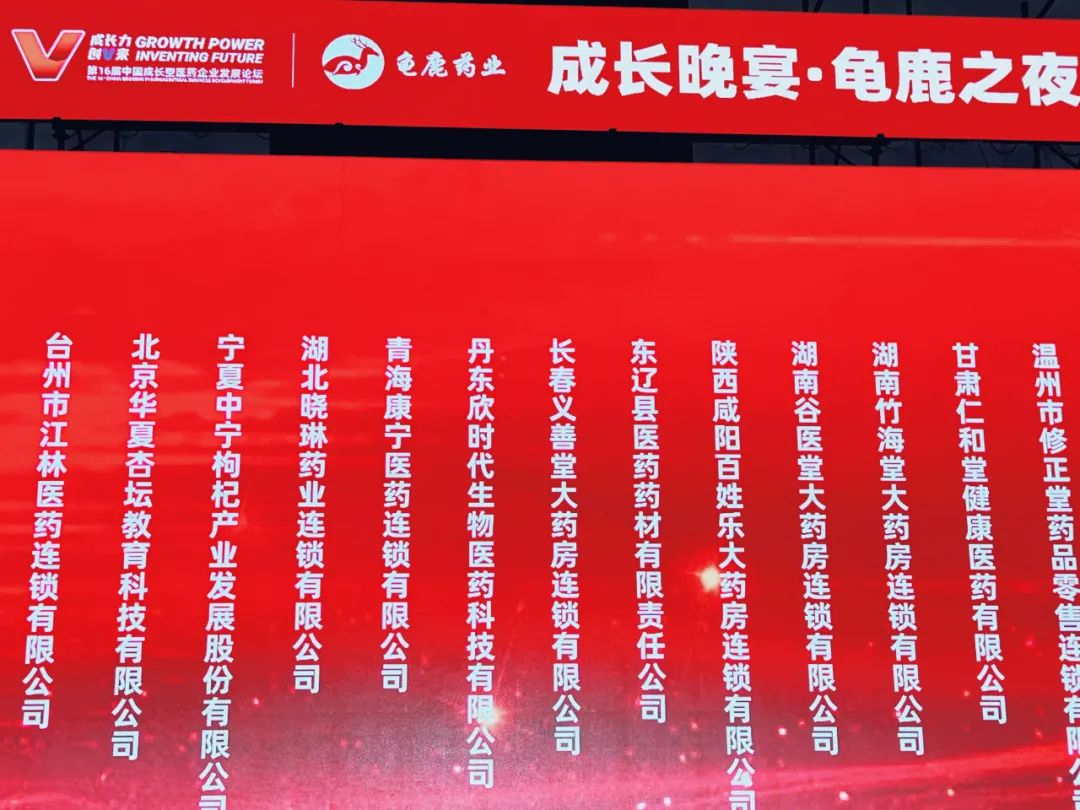 成长力 GROWTH POWER
创V来 INVENTING FUTURE
第16届中国成长型医药企业发展论坛
龟鹿药业
成长晚宴·龟鹿之夜
台州市江林医药连锁有限公司
北京华夏杏坛教育科技有限公司
宁夏中宁枸杞产业发展股份有限公司
湖北晓琳药业连锁有限公司
青海康宁医药连锁有限公司
丹东欣时代生物医药科技有限公司
长春义善堂大药房连锁有限公司
东辽县医药药材有限责任公司
陕西咸阳百姓乐大药房连锁有限公司
湖南谷医堂大药房连锁有限公司
湖南竹海堂大药房连锁有限公司
甘肃仁和堂健康医药有限公司
温州市修正堂药品零售连锁有限公